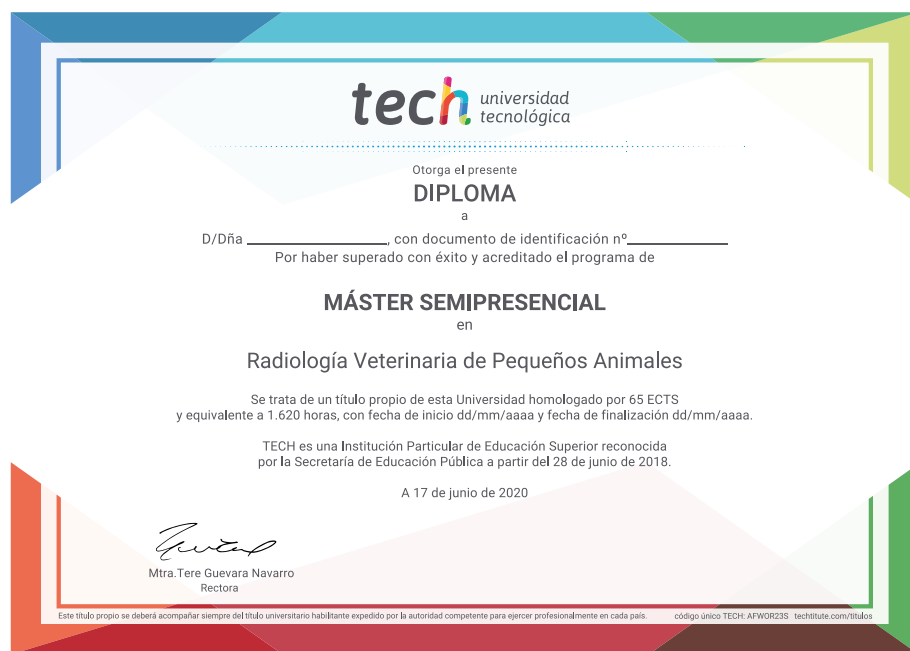 tech universidad
tecnológica
Otorga el presente
DIPLOMA
a
D/Dña ____________________, con documento de identificación nº______________
Por haber superado con éxito y acreditado el programa de
MÁSTER SEMIPRESENCIAL
en
Radiología Veterinaria de Pequeños Animales
Se trata de un título propio de esta Universidad homologado por 65 ECTS
y equivalente a 1.620 horas, con fecha de inicio dd/mm/aaaa y fecha de finalización dd/mm/aaaa.
TECH es una Institución Particular de Educación Superior reconocida
por la Secretaría de Educación Pública a partir del 28 de junio de 2018.
A 17 de junio de 2020
Mtra.Tere Guevara Navarro
Rectora
Este título propio se deberá acompañar siempre del título universitario habilitante expedido por la autoridad competente para ejercer profesionalmente en cada país. código único TECH: AFWOR23S techtitute.com/títulos